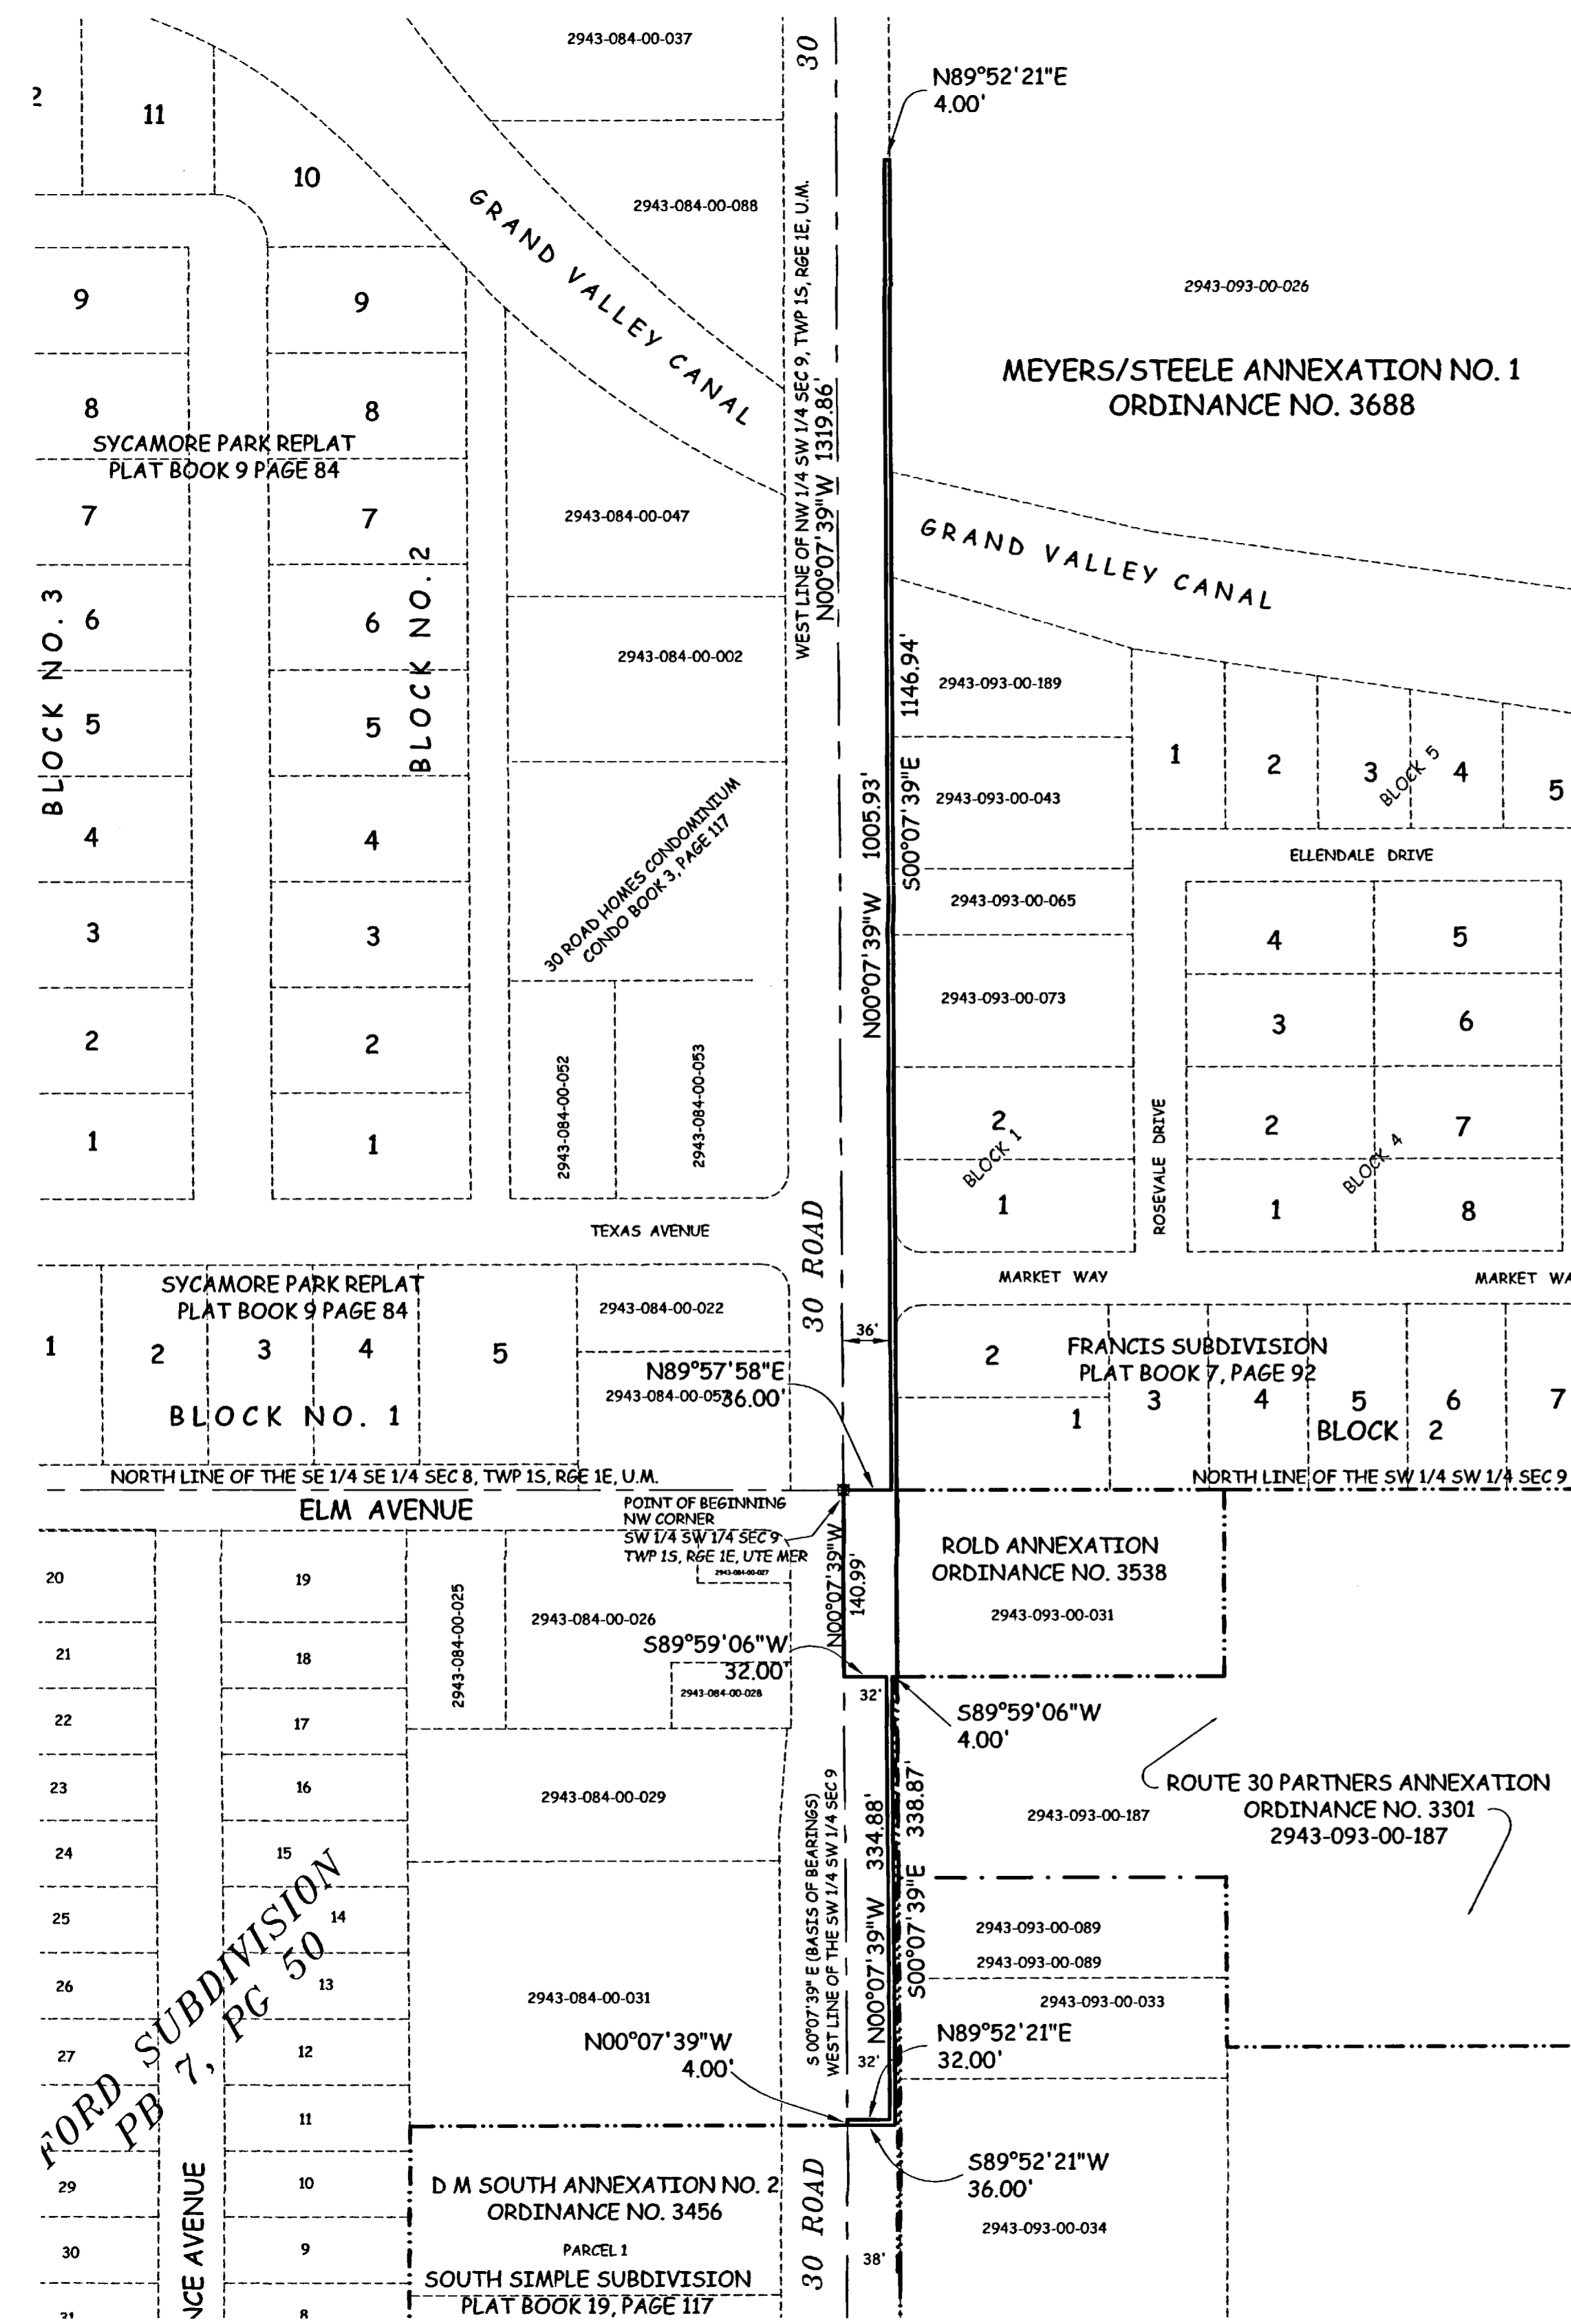 2943-084-00-037
30
N89°52'21"E
4.00'
2
11
10
2943-084-00-088
GRAND VALLEY CANAL
WEST LINE OF NW 1/4 SW 1/4 SEC 9, TWP 1S, RGE 1E, U.M.
N00°07'39"W 1319.86'
2943-093-00-026
MEYERS/STEELE ANNEXATION NO. 1
ORDINANCE NO. 3688
9
9
8
8
SYCAMORE PARK REPLAT
PLAT BOOK 9 PAGE 84
7
7
2943-084-00-047
GRAND VALLEY CANAL
BLOCK NO. 3
BLOCK NO. 2
6
6
2943-084-00-002
1146.94'
S00°07'39"E
2943-093-00-189
5
5
1
2
3
4
5
BLOCK 5
2943-093-00-043
1005.93'
N00°07'39"W
30 ROAD HOMES CONDOMINIUM
CONDO BOOK 3, PAGE 117
4
4
ELLENDALE DRIVE
2943-093-00-065
3
3
4
5
2943-093-00-073
2
2
3
6
2943-084-00-052
2943-084-00-053
1
1
2
BLOCK 1
1
ROSEVALE DRIVE
2
7
BLOCK 4
1
8
TEXAS AVENUE
30 ROAD
MARKET WAY
MARKET WA
SYCAMORE PARK REPLAT
PLAT BOOK 9 PAGE 84
2943-084-00-022
1
2
3
4
5
36'
2
FRANCIS SUBDIVISION
PLAT BOOK 7, PAGE 92
N89°57'58"E
2943-084-00-057
36.00'
BLOCK NO. 1
1
3
4
5
6
7
BLOCK 2
NORTH LINE OF THE SE 1/4 SE 1/4 SEC 8, TWP 1S, RGE 1E, U.M.
NORTH LINE OF THE SW 1/4 SW 1/4 SEC 9
ELM AVENUE
POINT OF BEGINNING
NW CORNER
SW 1/4 SW 1/4 SEC 9
TWP 1S, RGE 1E, UTE MER
2943-084-00-027
N00°07'39"W
140.99'
ROLD ANNEXATION
ORDINANCE NO. 3538
2943-093-00-031
20
19
2943-084-00-025
2943-084-00-026
21
18
S89°59'06"W
32.00'
2943-084-00-028
32'
S89°59'06"W
4.00'
22
17
ROUTE 30 PARTNERS ANNEXATION
ORDINANCE NO. 3301
2943-093-00-187
23
16
2943-084-00-029
2943-093-00-187
S 00°07'39" E (BASIS OF BEARINGS)
WEST LINE OF THE SW 1/4 SW 1/4 SEC 9
N00°07'39"W 334.88'
S00°07'39"E 338.87'
24
15
25
14
2943-093-00-089
2943-093-00-089
FORD SUBDIVISION
PB 7, PG 50
26
13
2943-084-00-031
2943-093-00-033
27
12
N00°07'39"W
4.00'
32'
N89°52'21"E
32.00'
11
29
10
D M SOUTH ANNEXATION NO. 2
ORDINANCE NO. 3456
S89°52'21"W
36.00'
2943-093-00-034
NCE AVENUE
30
9
PARCEL 1
SOUTH SIMPLE SUBDIVISION
PLAT BOOK 19, PAGE 117
30 ROAD
38'
31
8